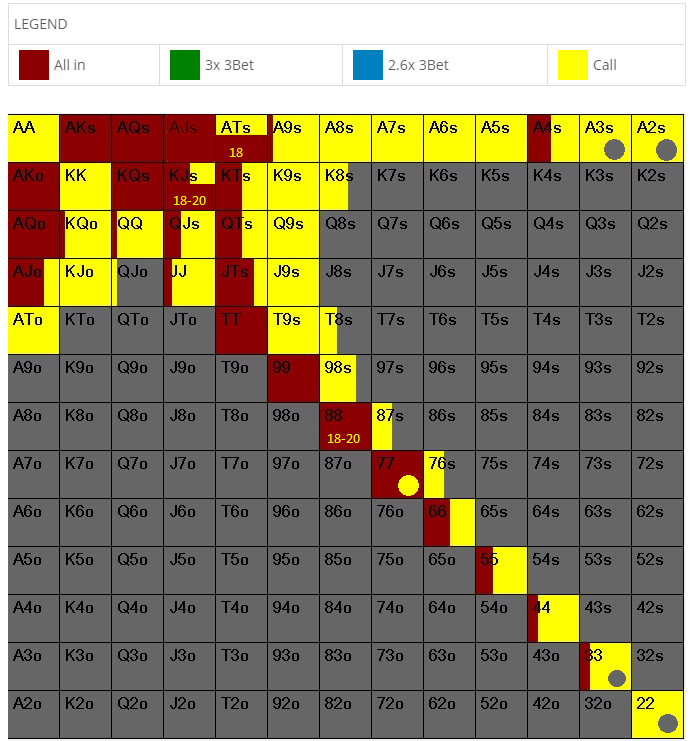 LEGEND
All in 3x 3Bet 2.6x 3Bet Call
AA AKs AQs AJs ATs A9s A8s A7s A6s A5s A4s A3s A2s
18
AKo KK KQs KJs KTs K9s K8s K7s K6s K5s K4s K3s K2s
18-20
AQo KQo QQ QJs QTs Q9s Q8s Q7s Q6s Q5s Q4s Q3s Q2s
AJo KJo QJo JJ JTs J9s J8s J7s J6s J5s J4s J3s J2s
ATo KTo QTo JTo TT T9s T8s T7s T6s T5s T4s T3s T2s
A9o K9o Q9o J9o T9o 99 98s 97s 96s 95s 94s 93s 92s
A8o K8o Q8o J8o T8o 98o 88 87s 86s 85s 84s 83s 82s
18-20
A7o K7o Q7o J7o T7o 97o 87o 77 76s 75s 74s 73s 72s
A6o K6o Q6o J6o T6o 96o 86o 76o 66 65s 64s 63s 62s
A5o K5o Q5o J5o T5o 95o 85o 75o 65o 55 54s 53s 52s
A4o K4o Q4o J4o T4o 94o 84o 74o 64o 54o 44 43s 42s
A3o K3o Q3o J3o T3o 93o 83o 73o 63o 53o 43o 33 32s
A2o K2o Q2o J2o T2o 92o 82o 72o 62o 52o 42o 32o 22